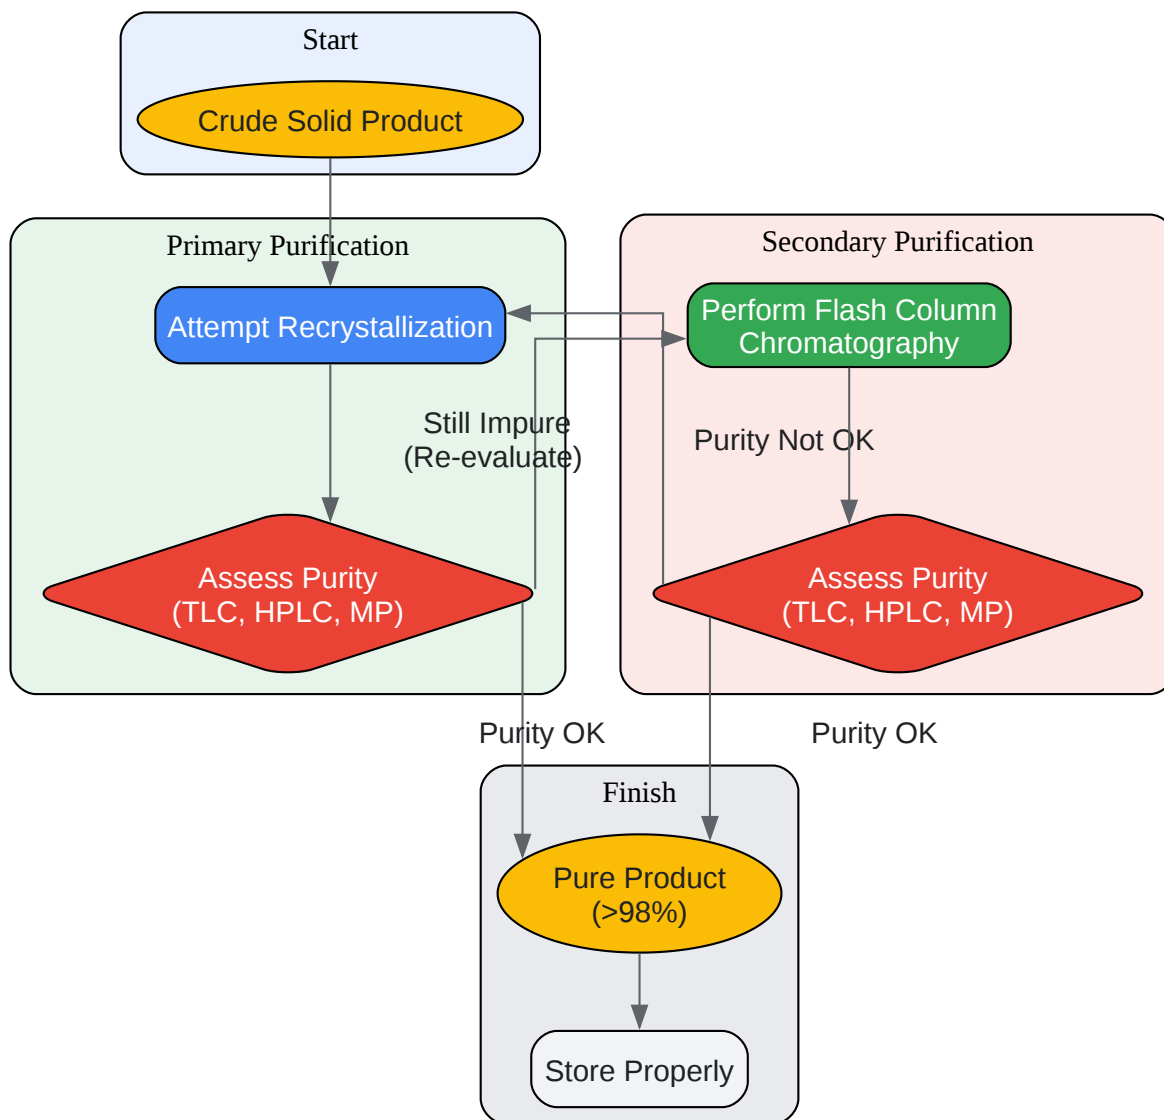 Start
Crude Solid Product
Primary Purification
Secondary Purification
Attempt Recrystallization
Perform Flash Column
Chromatography
Still Impure
(Re-evaluate)
Purity Not OK
Assess Purity
(TLC, HPLC, MP)
Assess Purity
(TLC, HPLC, MP)
Purity OK
Purity OK
Finish
Pure Product
(>98%)
Store Properly